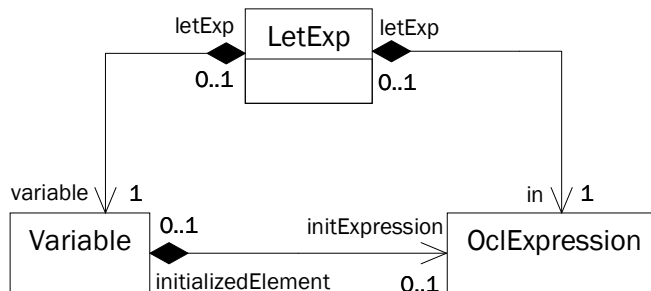 letExp LetExp letExp
0..1 0..1
variable 1 in 1
0..1 initExpression
Variable OclExpression
initializedElement 0..1